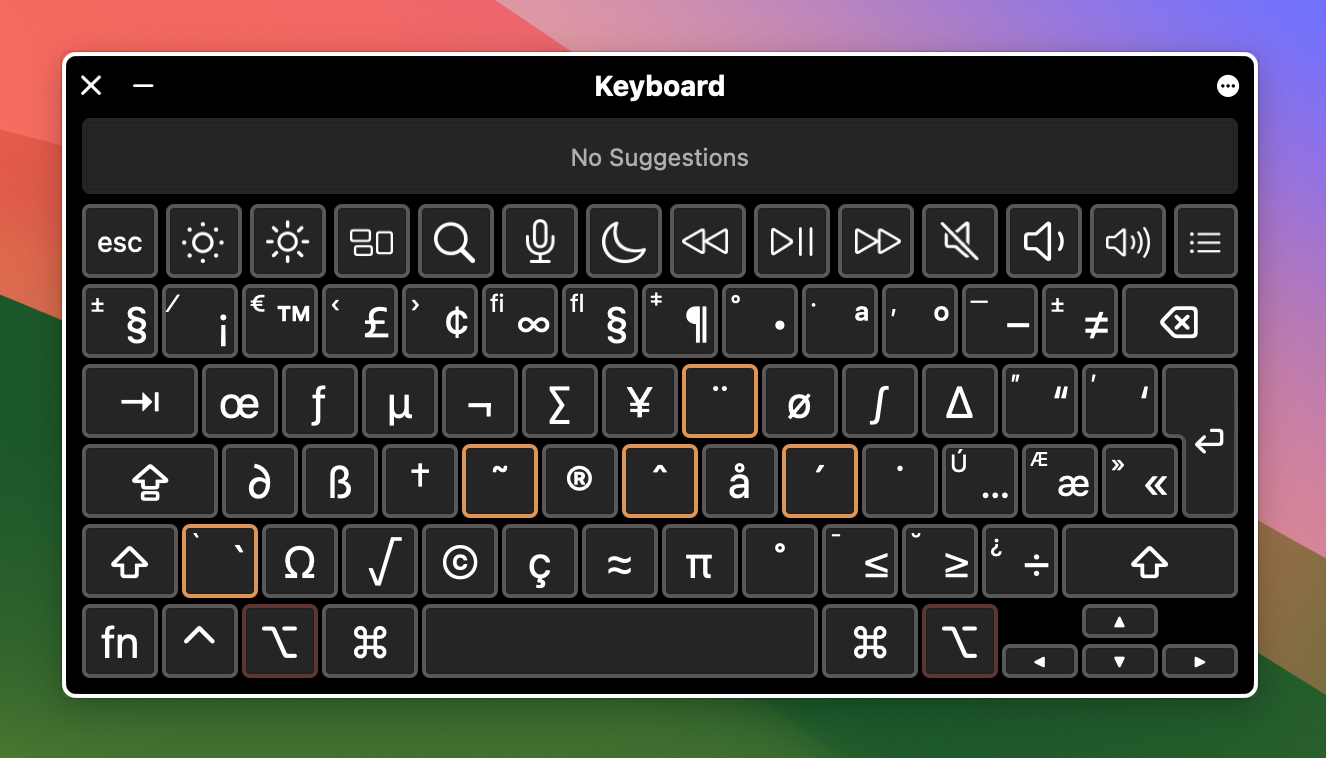 Keyboard
No Suggestions
esc
± § / ¡ € ™ ‹ £ › ¢ fi ∞ fl § ‡ ¶ ° • · ª ‚ º — – ± ≠
œ ƒ µ ¬ ∑ ¥ ¨ ø ∫ ∆ ” “ ’ ‘
∂ ß † ˜ ® ˆ å ´ ˙ Ú … Æ æ » «
` ` Ω √ © ç ≈ π ° ¯ ≤ ˘ ≥ ¿ ÷
fn ^ ⌥ ⌘ ⌘ ⌥